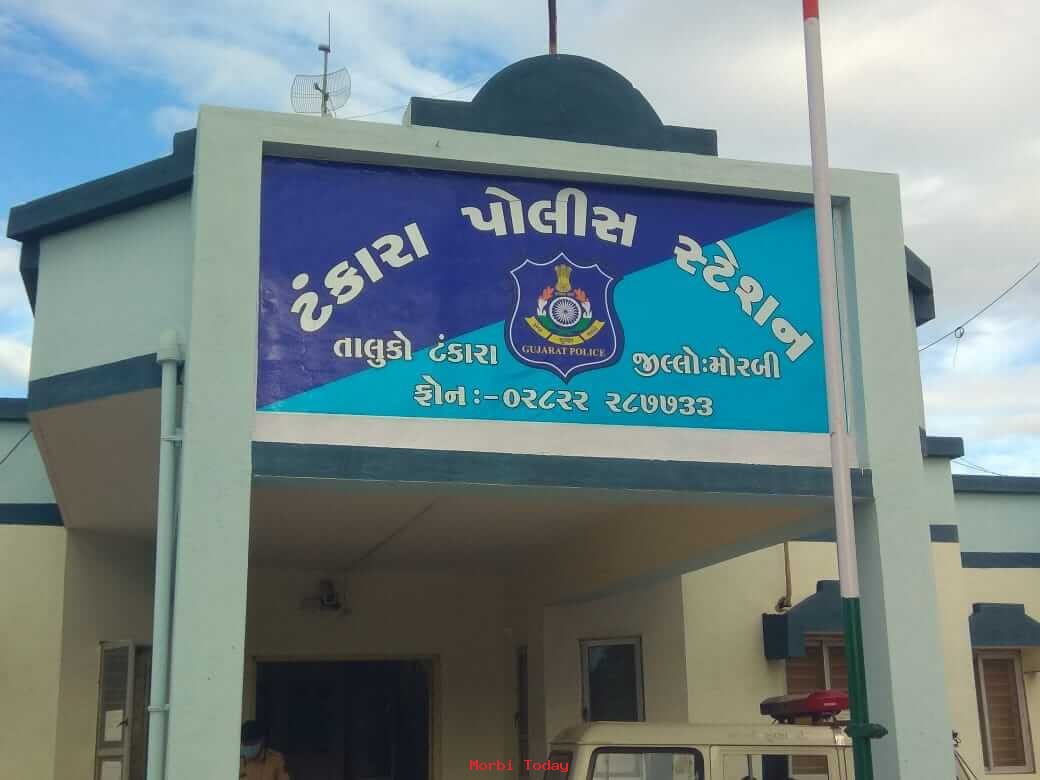 ટંકારા પોલીસ સ્ટેશન
તાલુકો ટંકારા
GUJARAT POLICE
જીલ્લો:મોરબી
ફોન :- ૦૨૮૨૨ ૨૮૭૭૩૩
Morbi Today